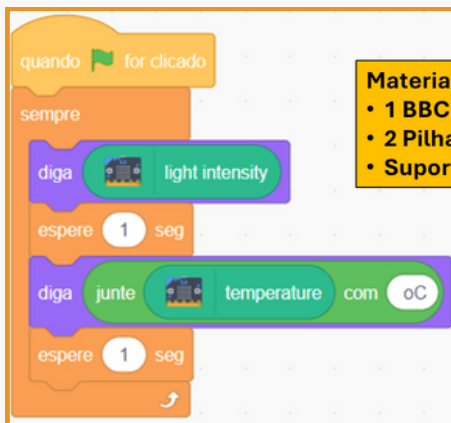 quando for clicado
sempre
diga light intensity
espere 1 seg
diga junte temperature com oC
espere 1 seg
Materia
• 1 BBC
• 2 Pilha
• Supor